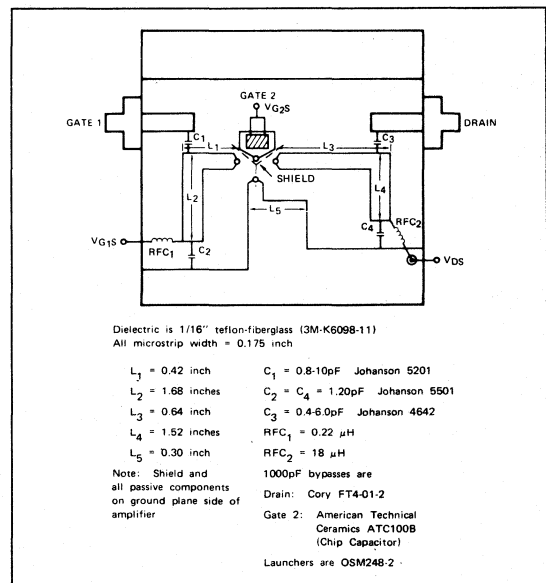 GATE 2
VG2S
GATE 1
DRAIN
C1
C3
L1
L3
SHIELD
L2
L4
L5
RFC2
VG1S
RFC1
C2
C4
VDS
Dielectric is 1/16" teflon-fiberglass (3M-K6098-11)
All microstrip width = 0.175 inch
L1 = 0.42 inch
L2 = 1.68 inches
L3 = 0.64 inch
L4 = 1.52 inches
L5 = 0.30 inch
Note: Shield and
all passive components
on ground plane side of
amplifier
C1 = 0.8-10pF Johanson 5201
C2 = C4 = 1.20pF Johanson 5501
C3 = 0.4-6.0pF Johanson 4642
RFC1 = 0.22 μH
RFC2 = 18 μH
1000pF bypasses are
Drain: Cory FT4-01-2
Gate 2: American Technical
Ceramics ATC100B
(Chip Capacitor)
Launchers are OSM248-2